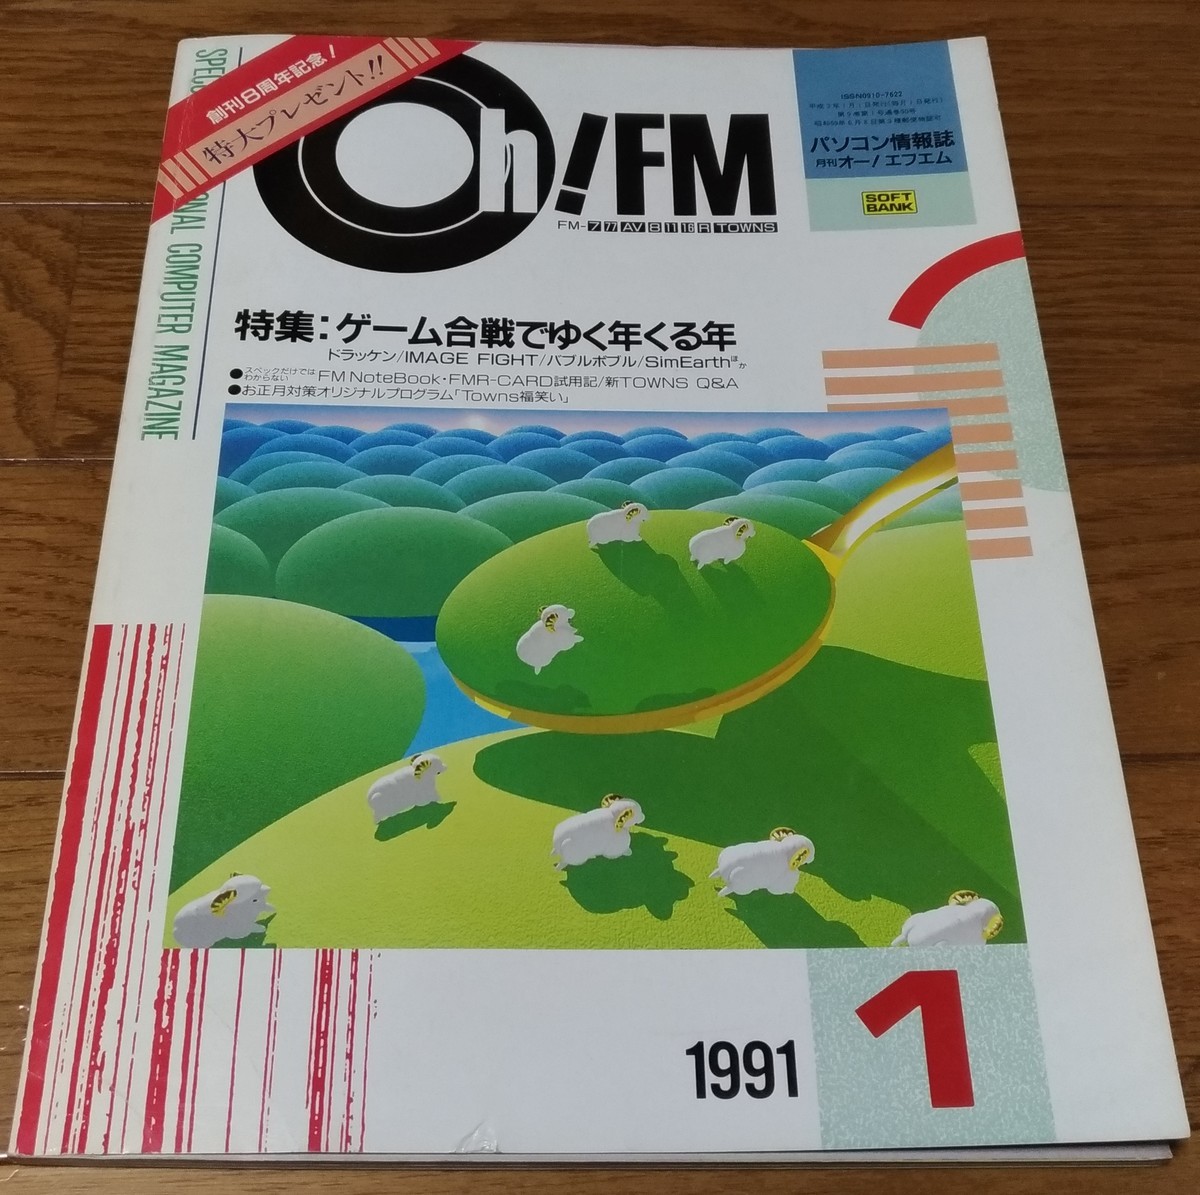 創刊8周年記念!
特大プレゼント!!
Oh!FM
FM-7 77 AV 8 11 16 R TOWNS
ISSN0910-7622
パソコン情報誌
月刊オー!エフエム
SOFT
BANK
PERSONAL COMPUTER MAGAZINE
特集:ゲーム合戦でゆく年くる年
ドラッケン/IMAGE FIGHT/バブルボブル/SimEarthほか
●スペックだけでは
わからない FM NoteBook・FMR-CARD試用記/新TOWNS Q&A
●お正月対策オリジナルプログラム「Towns福笑い」
1991 1